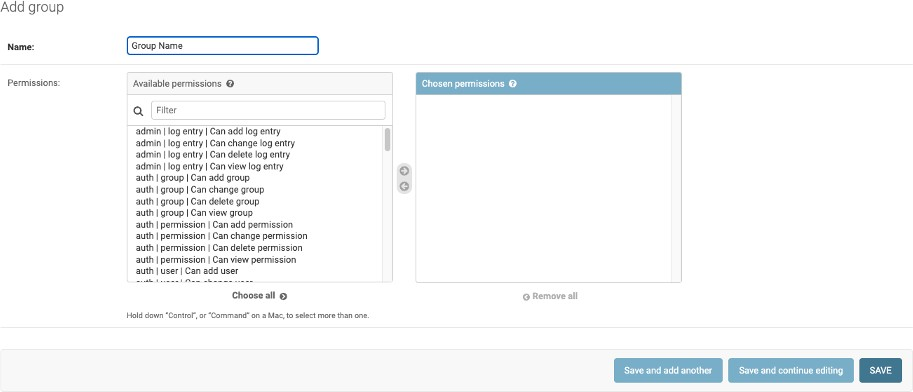 Add group
Name:
Group Name
Permissions:
Available permissions
Filter
admin | log entry | Can add log entry
admin | log entry | Can change log entry
admin | log entry | Can delete log entry
admin | log entry | Can view log entry
auth | group | Can add group
auth | group | Can change group
auth | group | Can delete group
auth | group | Can view group
auth | permission | Can add permission
auth | permission | Can change permission
auth | permission | Can delete permission
auth | permission | Can view permission
auth | user | Can add user
auth | user | Can change user
Choose all
Chosen permissions
Remove all
Hold down "Control", or "Command" on a Mac, to select more than one.
Save and add another
Save and continue editing
SAVE